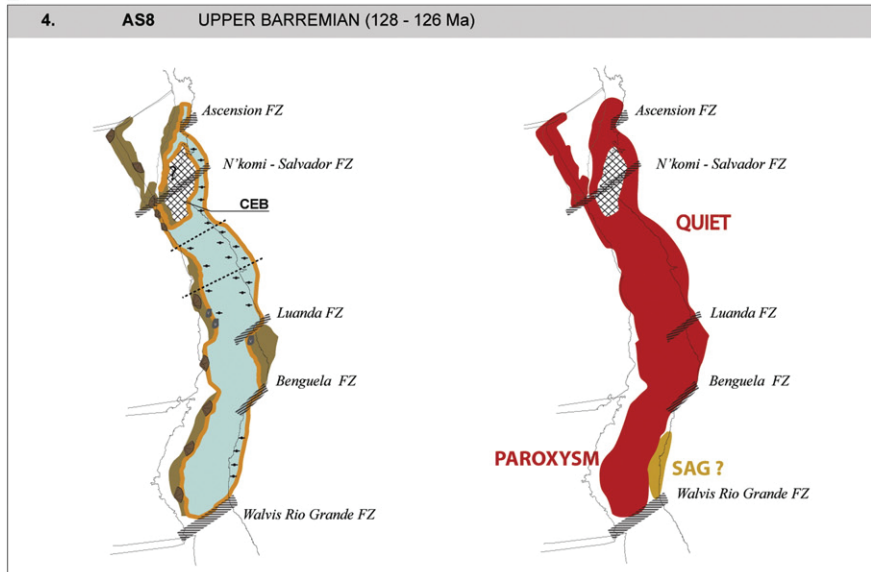 4. AS8 UPPER BARREMIAN (128 - 126 Ma)
Ascension FZ
?
N'komi - Salvador FZ
CEB
Luanda FZ
Benguela FZ
Walvis Rio Grande FZ
Ascension FZ
N'komi - Salvador FZ
QUIET
Luanda FZ
Benguela FZ
PAROXYSM
SAG ?
Walvis Rio Grande FZ